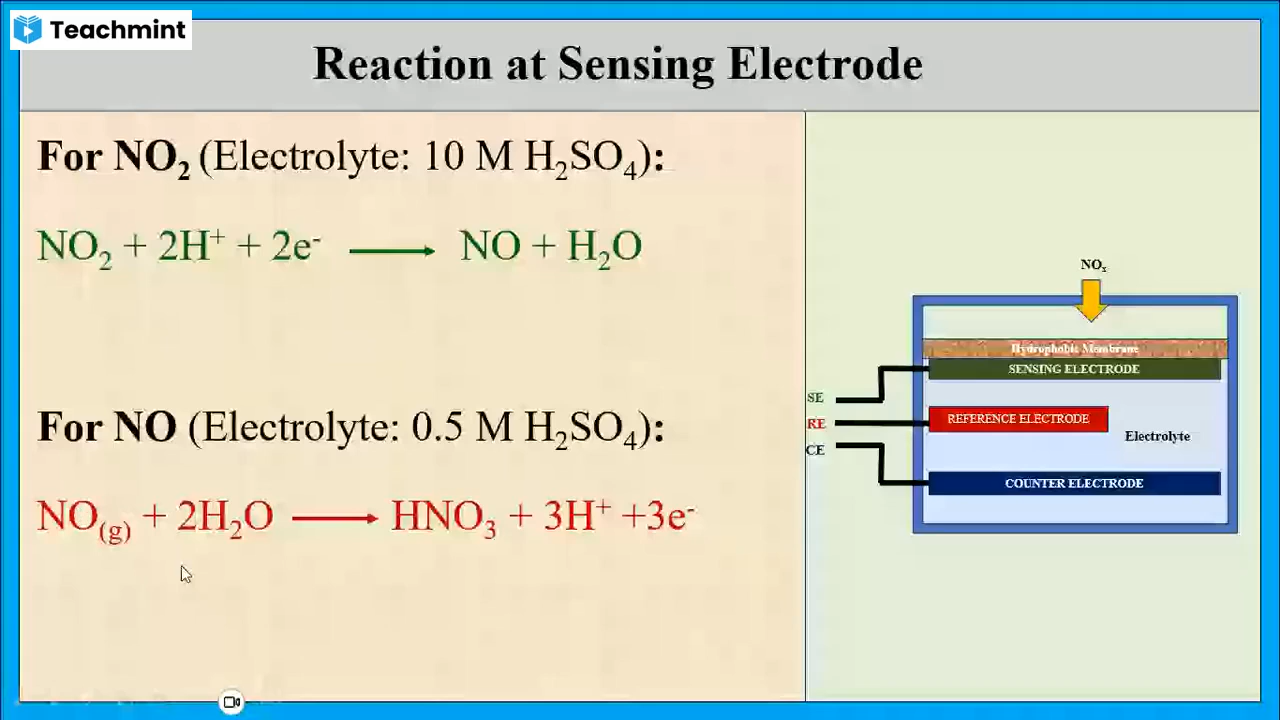 Teachmint
Reaction at Sensing Electrode
For NO₂ (Electrolyte: 10 M H₂SO₄):
NO₂ + 2H⁺ + 2e⁻ ⟶ NO + H₂O
For NO (Electrolyte: 0.5 M H₂SO₄):
NO(g) + 2H₂O ⟶ HNO₃ + 3H⁺ +3e⁻
NOₓ
Hydrophobic Membrane
SENSING ELECTRODE
SE
REFERENCE ELECTRODE
RE
Electrolyte
CE
COUNTER ELECTRODE